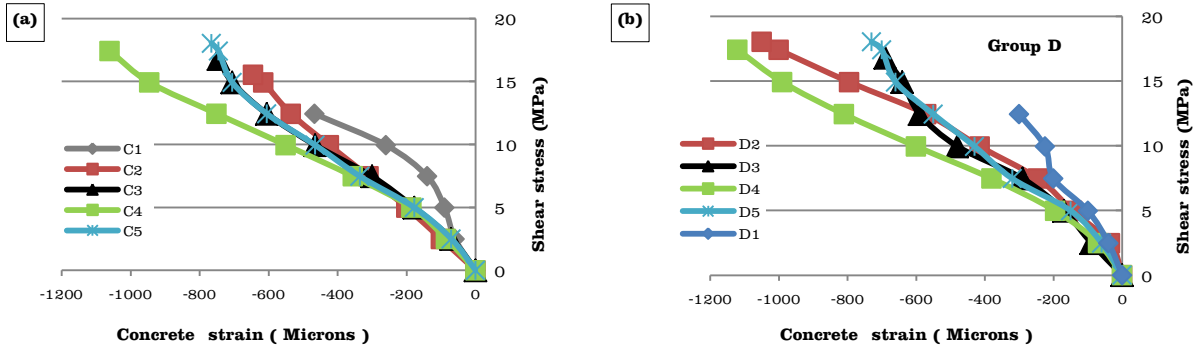 (a)
20
15
10
5
0
Shear stress (MPa)
C1
C2
C3
C4
C5
-1200 -1000 -800 -600 -400 -200 0
Concrete strain ( Microns )
(b)
Group D
20
15
10
5
0
Shear stress (MPa)
D2
D3
D4
D5
D1
-1200 -1000 -800 -600 -400 -200 0
Concrete strain ( Microns )